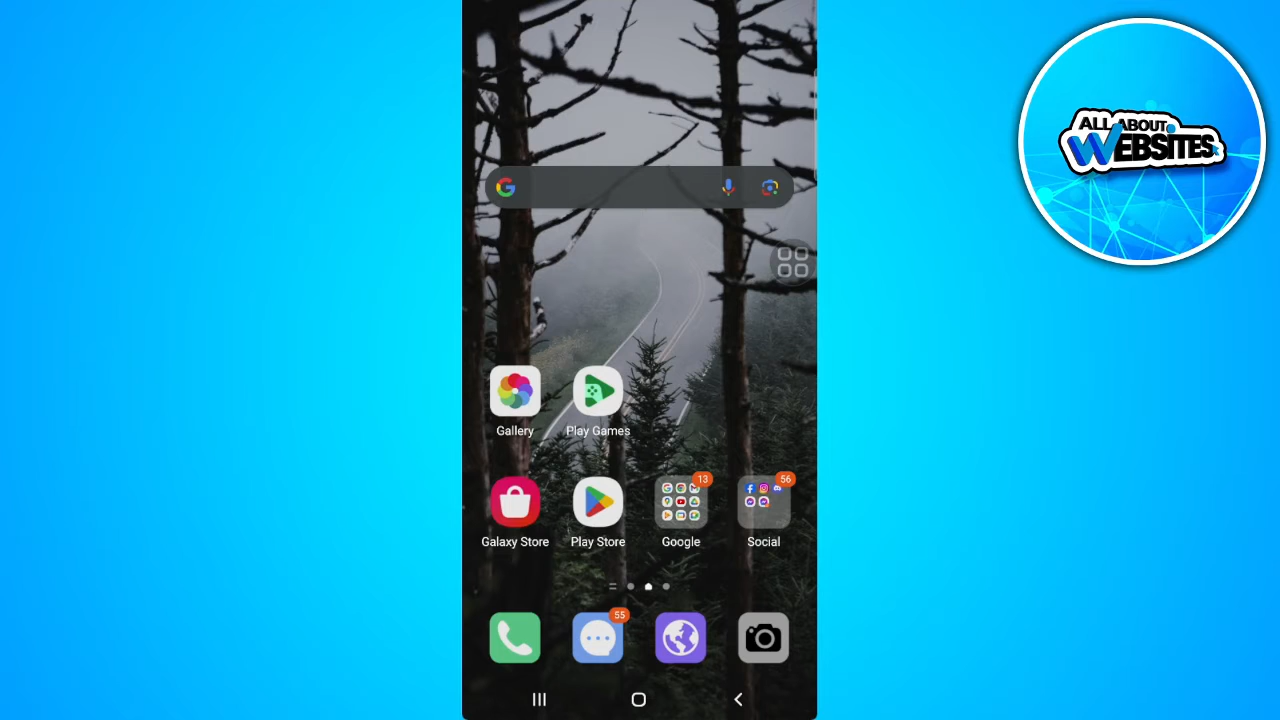 ALL ABOUT
WEBSITES
Gallery
Play Games
13
56
Galaxy Store
Play Store
Google
Social
55